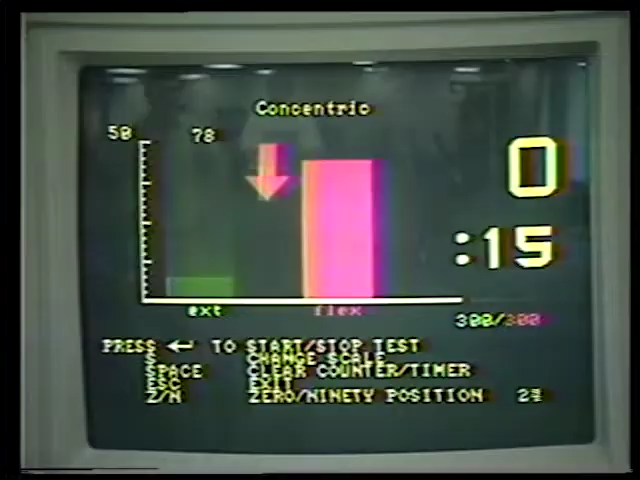 Concentric
50 78
0
:15
ext flex
300/300
PRESS ↵ TO START/STOP TEST
S CHANGE SCALE
SPACE CLEAR COUNTER/TIMER
ESC EXIT
Z/N ZERO/NINETY POSITION